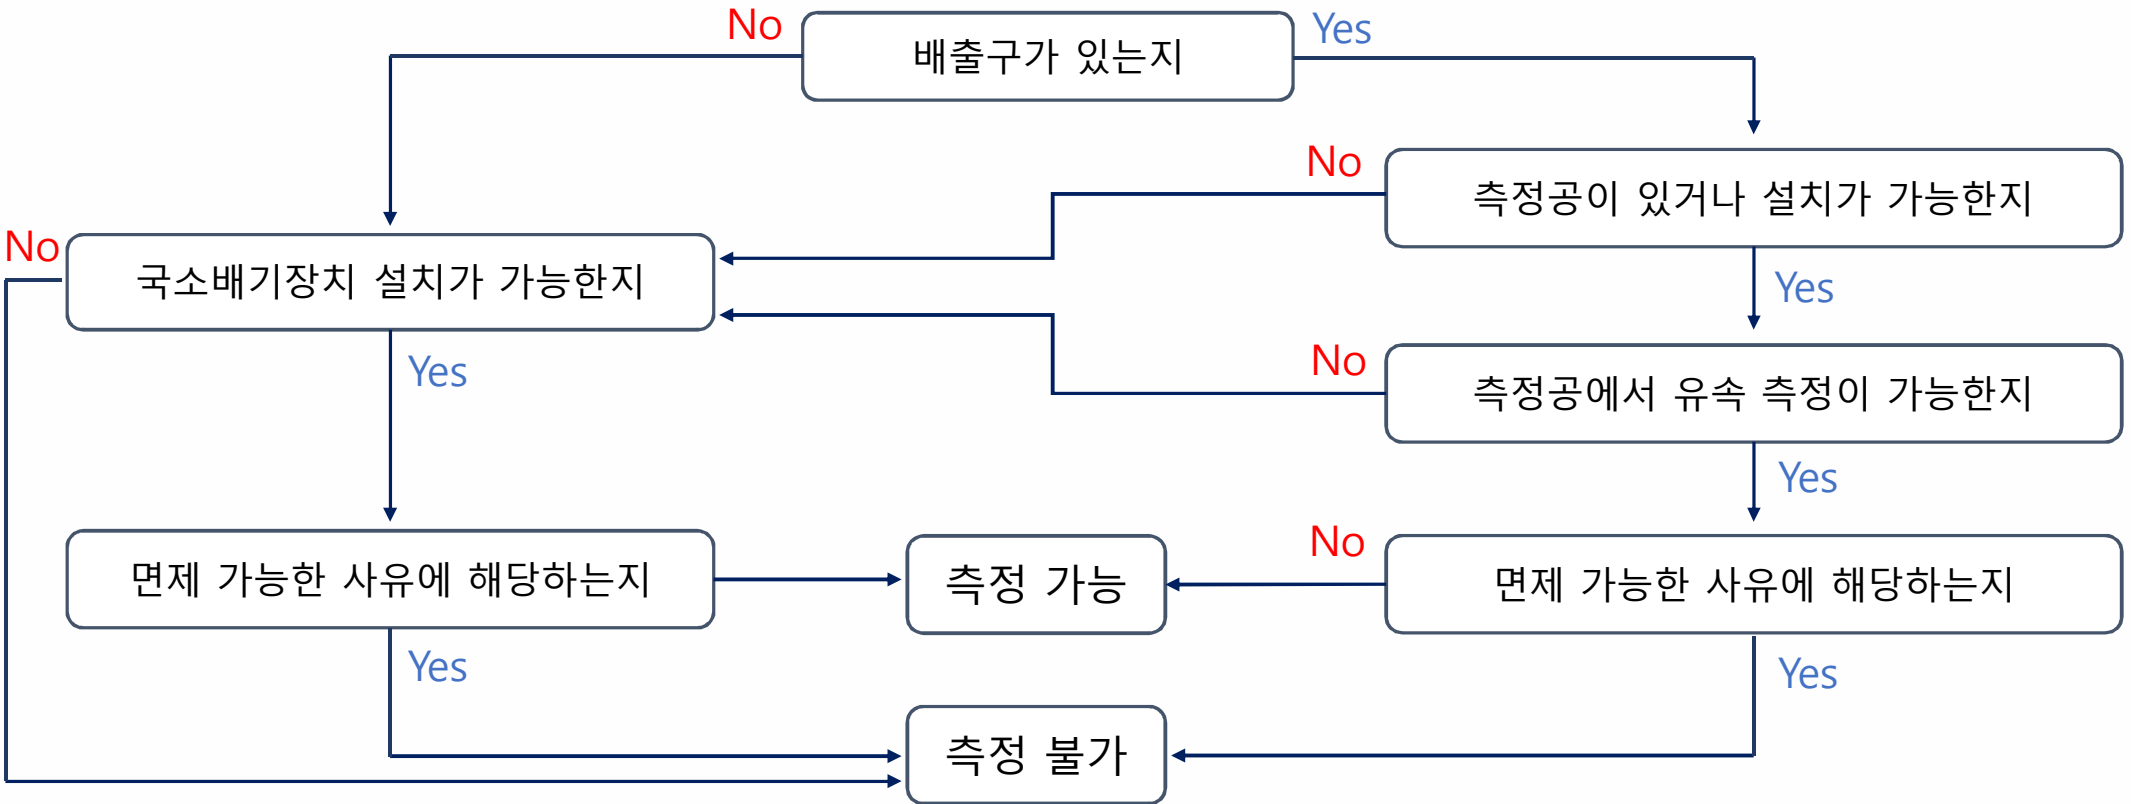 No
배출구가 있는지
Yes
No
측정공이 있거나 설치가 가능한지
No
국소배기장치 설치가 가능한지
Yes
No
측정공에서 유속 측정이 가능한지
Yes
Yes
No
면제 가능한 사유에 해당하는지
측정 가능
면제 가능한 사유에 해당하는지
Yes
Yes
측정 불가